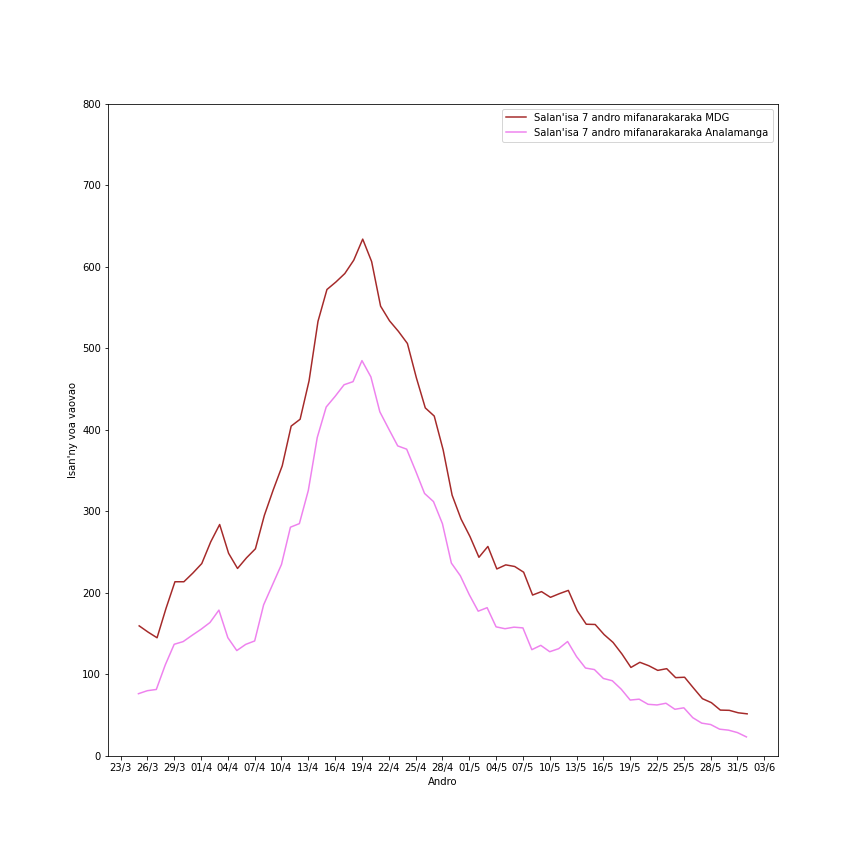 Salan'isa 7 andro mifanarakaraka MDG
Salan'isa 7 andro mifanarakaraka Analamanga
800
700
600
500
400
300
200
100
0
Isan'ny voa vaovao
23/3 26/3 29/3 01/4 04/4 07/4 10/4 13/4 16/4 19/4 22/4 25/4 28/4 01/5 04/5 07/5 10/5 13/5 16/5 19/5 22/5 25/5 28/5 31/5 03/6
Andro